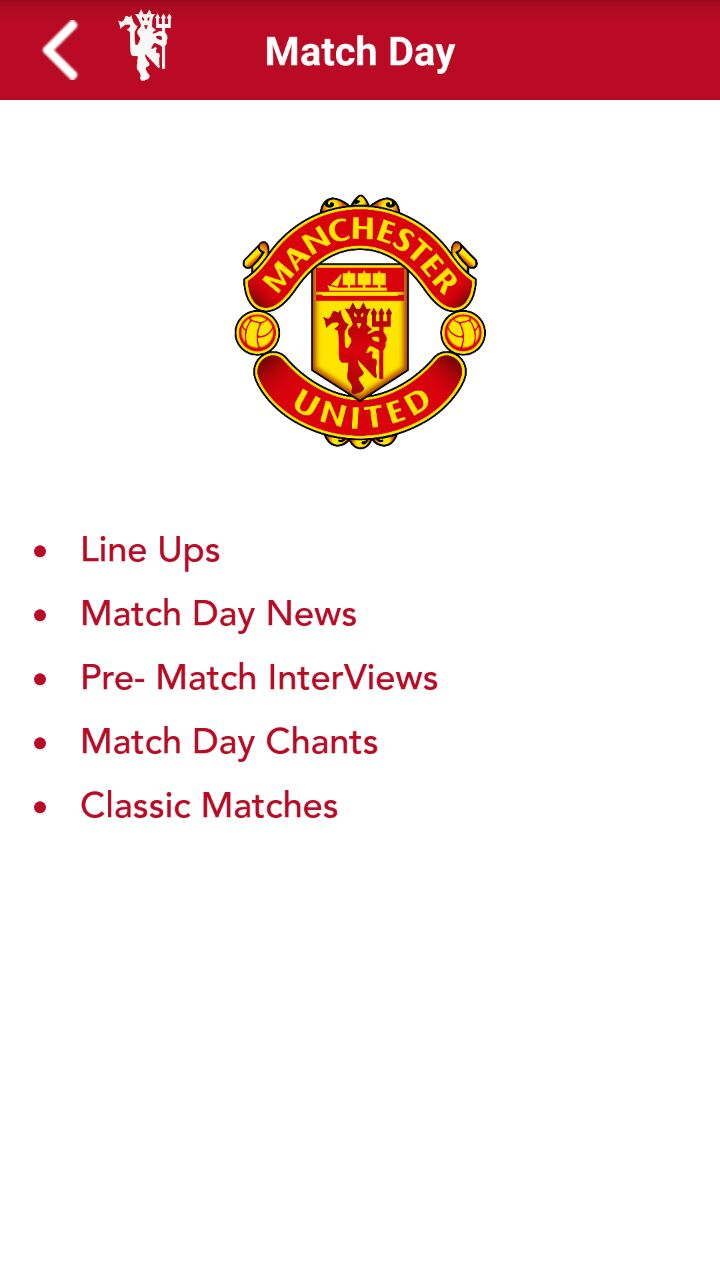 Match Day
MANCHESTER
UNITED
Line Ups
Match Day News
Pre- Match InterViews
Match Day Chants
Classic Matches